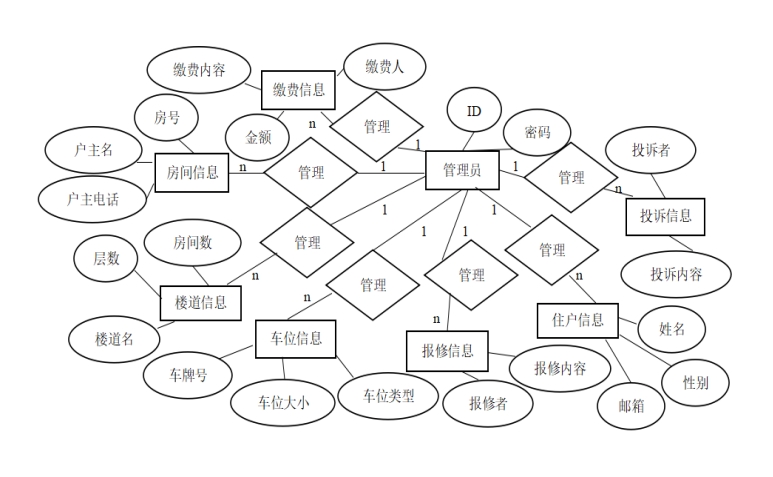 缴费内容
缴费信息
缴费人
n
管理
金额
房号
ID
密码
户主名
房间信息
n
管理
1
1
管理员
1
管理
投诉者
户主电话
n
投诉信息
1
1
1
1
房间数
管理
管理
管理
管理
层数
n
n
投诉内容
楼道信息
n
住户信息
n
姓名
楼道名
车位信息
报修信息
车牌号
报修内容
性别
车位大小
车位类型
报修者
邮箱